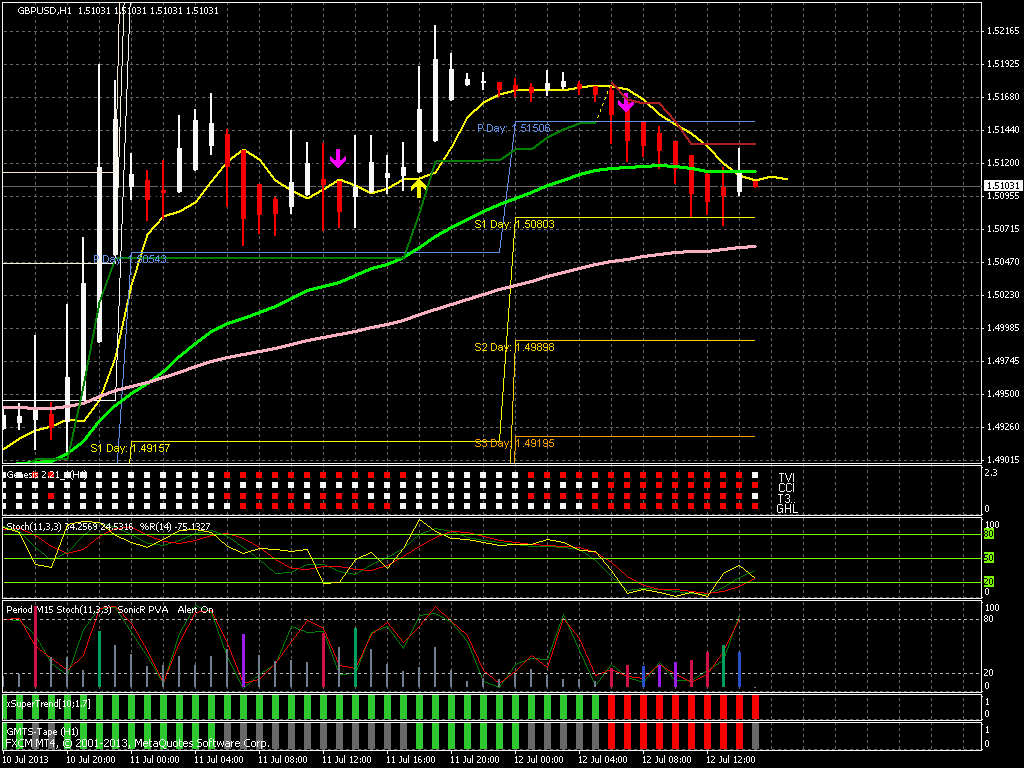 GBPUSD,H1 1.51031 1.51031 1.51031 1.51031
1.52165
1.51925
1.51680
P Day: 1.51506
1.51440
1.51200
1.51031
1.50955
S1 Day: 1.50803
1.50715
P Day: 1.50543
1.50470
1.50230
1.49985
S2 Day: 1.49898
1.49745
1.49500
1.49260
S3 Day: 1.49195
S1 Day: 1.49157
1.49015
2.3
TVI
CCI
T3.
GHL
0
Stoch(11,3,3) 34.2569 24.5316 %R(14) -75.1327
100
80
50
20
0
Period M15 Stoch(11,3,3) SonicR PVA Alert On
100
80
20
0
xSuperTrend[10;1.7]
1
0
GMTS-Tape (H1)
1
0
FXCM MT4, © 2001-2013, MetaQuotes Software Corp.
10 Jul 2013 10 Jul 20:00 11 Jul 00:00 11 Jul 04:00 11 Jul 08:00 11 Jul 12:00 11 Jul 16:00 11 Jul 20:00 12 Jul 00:00 12 Jul 04:00 12 Jul 08:00 12 Jul 12:00